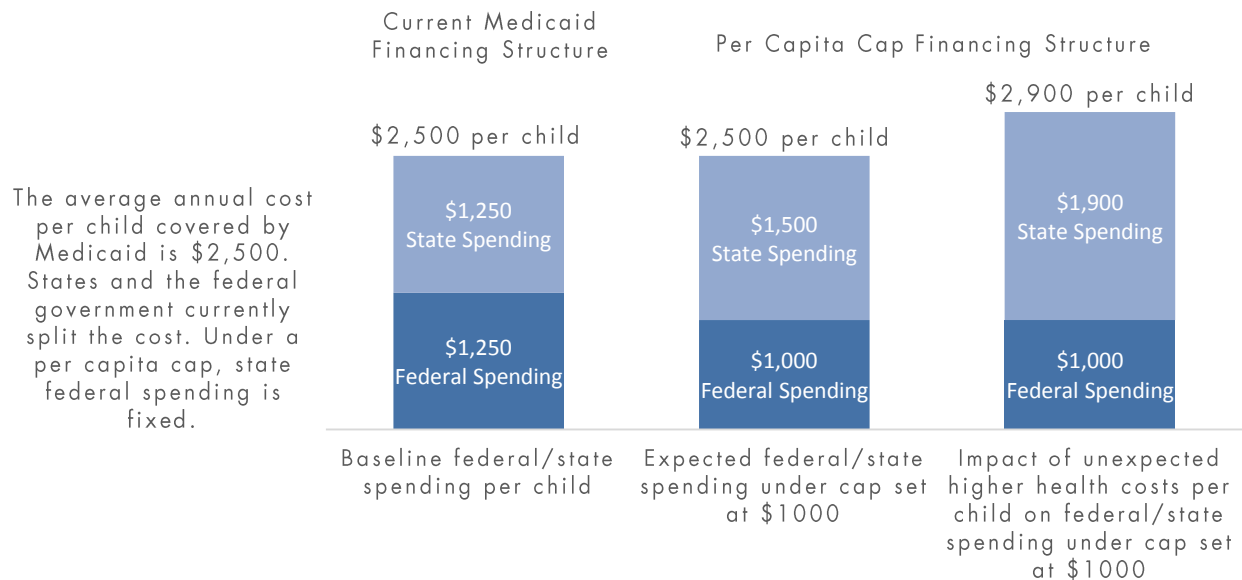 Current Medicaid
Financing Structure
Per Capita Cap Financing Structure
$2,900 per child
$2,500 per child
$2,500 per child
The average annual cost
per child covered by
Medicaid is $2,500.
States and the federal
government currently
split the cost. Under a
per capita cap, state
federal spending is
fixed.
$1,250
State Spending
$1,250
Federal Spending
$1,500
State Spending
$1,000
Federal Spending
$1,900
State Spending
$1,000
Federal Spending
Baseline federal/state
spending per child
Expected federal/state
spending under cap set
at $1000
Impact of unexpected
higher health costs per
child on federal/state
spending under cap set
at $1000